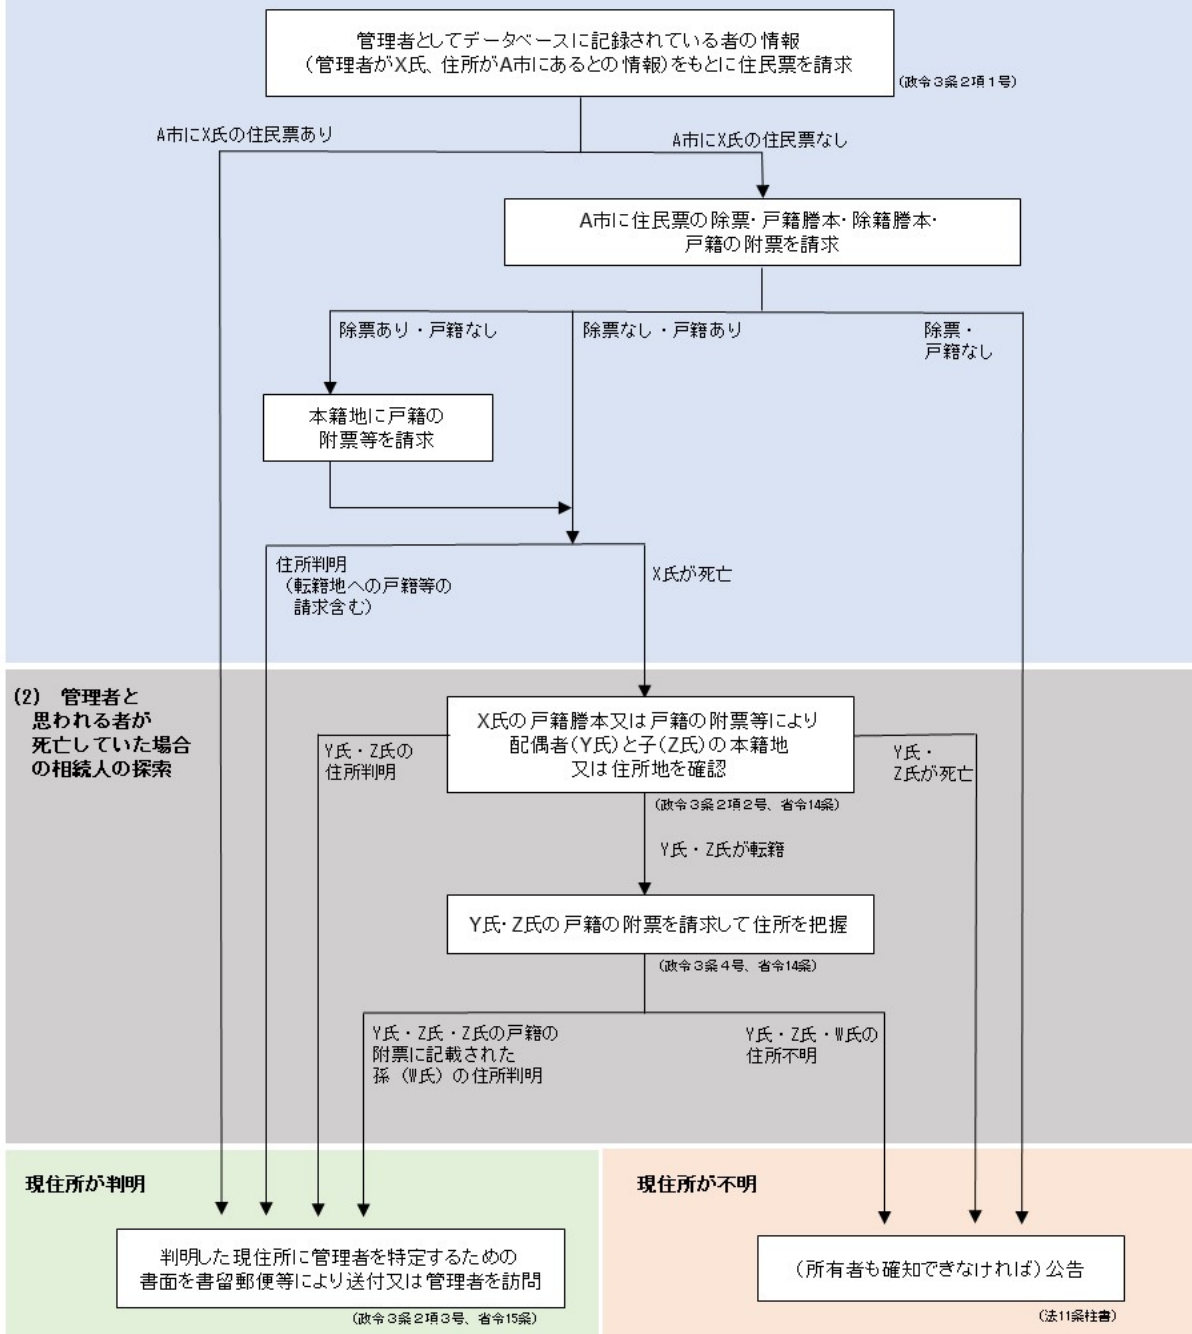 管理者としてデータベースに記録されている者の情報
（管理者がX氏、住所がA市にあるとの情報）をもとに住民票を請求
（政令３条２項１号）
A市にX氏の住民票あり
A市にX氏の住民票なし
A市に住民票の除票・戸籍謄本・除籍謄本・
戸籍の附票を請求
除票あり・戸籍なし
除票なし・戸籍あり
除票・
戸籍なし
本籍地に戸籍の
附票等を請求
住所判明
（転籍地への戸籍等の
請求含む）
X氏が死亡
(2) 管理者と
思われる者が
死亡していた場合
の相続人の探索
X氏の戸籍謄本又は戸籍の附票等により
配偶者（Y氏）と子（Z氏）の本籍地
又は住所地を確認
（政令３条２項２号、省令14条）
Y氏・Z氏の
住所判明
Y氏・
Z氏が死亡
Y氏・Z氏が転籍
Y氏・Z氏の戸籍の附票を請求して住所を把握
（政令３条４号、省令14条）
Y氏・Z氏・Z氏の戸籍の
附票に記載された
孫（W氏）の住所判明
Y氏・Z氏・W氏の
住所不明
現住所が判明
現住所が不明
判明した現住所に管理者を特定するための
書面を書留郵便等により送付又は管理者を訪問
（政令３条２項３号、省令15条）
（所有者も確知できなければ）公告
（法11条柱書）